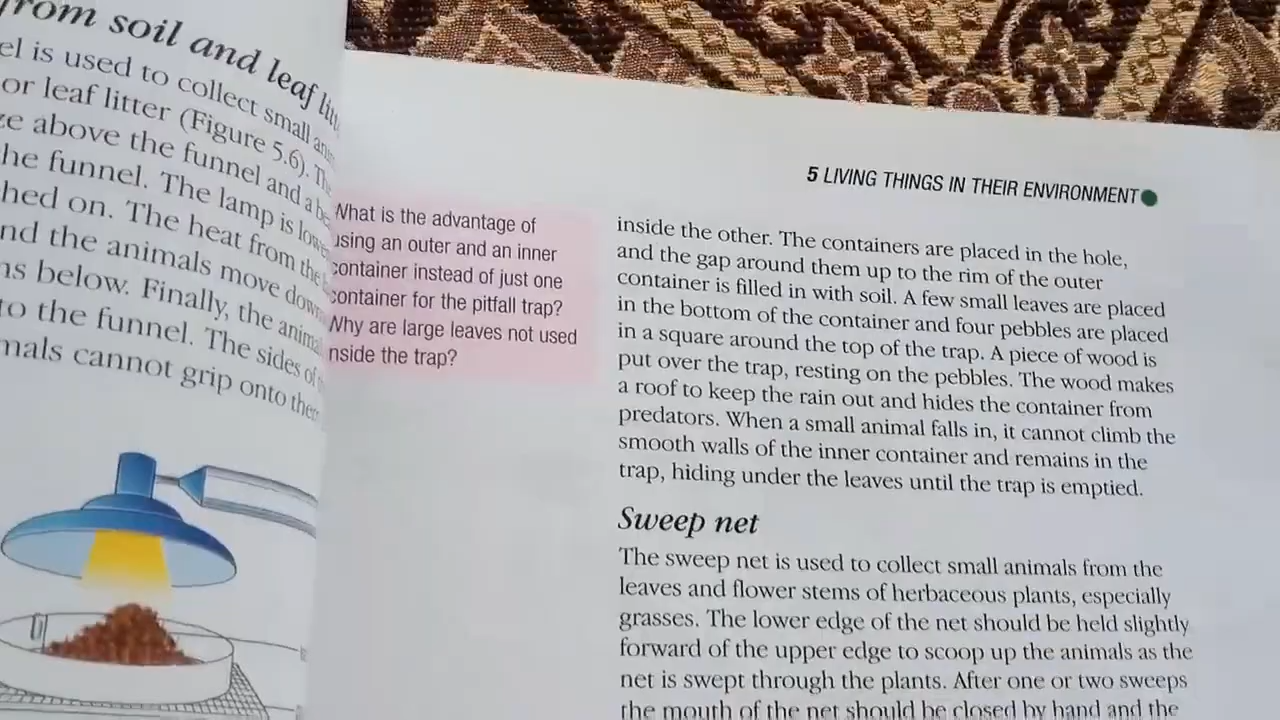 from soil and leaf
is used to collect small
or leaf litter (Figure 5.6).
above the funnel and a
the funnel. The lamp is
on. The heat from the
and the animals move
below. Finally, the
to the funnel. The sides of
cannot grip onto
What is the advantage of
using an outer and an inner
container instead of just one
container for the pitfall trap?
Why are large leaves not used
nside the trap?
5 LIVING THINGS IN THEIR ENVIRONMENT
inside the other. The containers are placed in the hole,
and the gap around them up to the rim of the outer
container is filled in with soil. A few small leaves are placed
in the bottom of the container and four pebbles are placed
in a square around the top of the trap. A piece of wood is
put over the trap, resting on the pebbles. The wood makes
a roof to keep the rain out and hides the container from
predators. When a small animal falls in, it cannot climb the
smooth walls of the inner container and remains in the
trap, hiding under the leaves until the trap is emptied.
Sweep net
The sweep net is used to collect small animals from the
leaves and flower stems of herbaceous plants, especially
grasses. The lower edge of the net should be held slightly
forward of the upper edge to scoop up the animals as the
net is swept through the plants. After one or two sweeps
the mouth of the net should be closed by hand and the